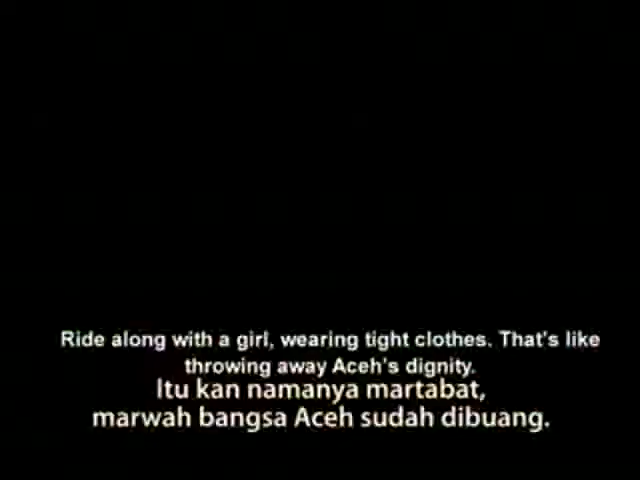 Ride along with a girl, wearing tight clothes. That's like
throwing away Aceh's dignity.
Itu kan namanya martabat,
marwah bangsa Aceh sudah dibuang.